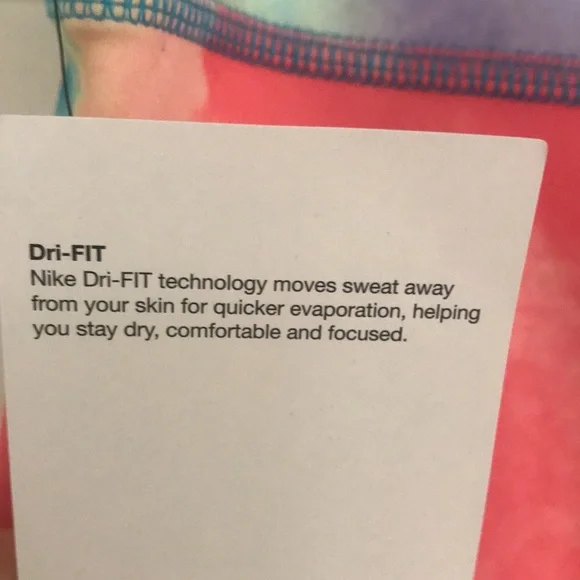 Dri-FIT
Nike Dri-FIT technology moves sweat away
from your skin for quicker evaporation, helping
you stay dry, comfortable and focused.